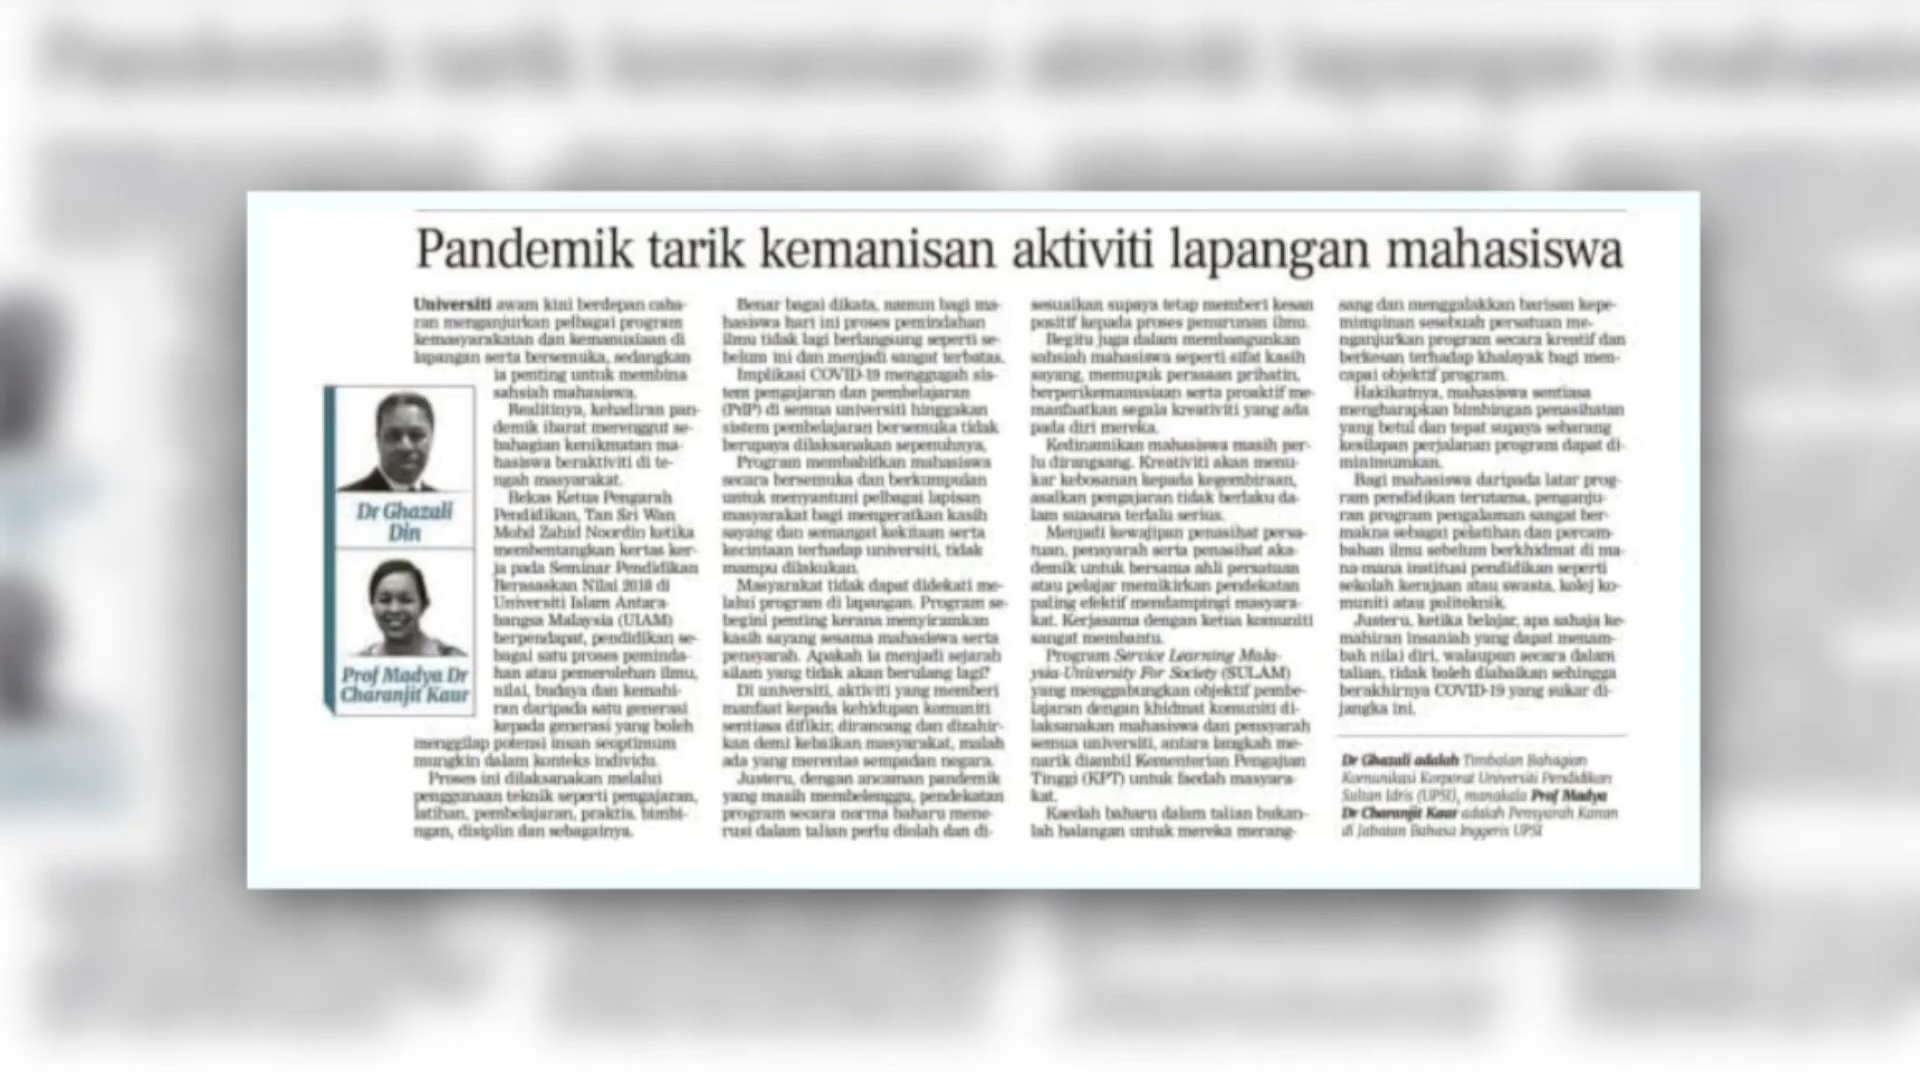 Pandemik tarik kemanisan aktiviti lapangan mahasiswa
Universiti awam kini berdepan caba-
ran menganjurkan pelbagai program
kemasyarakatan dan kemanusiaan di
lapangan serta bersemuka, sedangkan
ia penting untuk membina
sahsiah mahasiswa.
Realitinya, kehadiran pan-
demik ibarat merenggut se-
bahagian kenikmatan ma-
hasiswa beraktiviti di te-
ngah masyarakat.
Bekas Ketua Pengarah
Pendidikan, Tan Sri Wan
Mohd Zahid Noordin ketika
membentangkan kertas ker-
ja pada Seminar Pendidikan
Berasaskan Nilai 2018 di
Universiti Islam Antara-
bangsa Malaysia (UIAM)
berpendapat, pendidikan se-
bagai satu proses peminda-
han atau pemerolehan ilmu,
nilai, budaya dan kemahi-
ran daripada satu generasi
kepada generasi yang boleh
menggilap potensi insan seoptimum
mungkin dalam konteks individu.
Proses ini dilaksanakan melalui
penggunaan teknik seperti pengajaran,
latihan, pembelajaran, praktis, bimbi-
ngan, disiplin dan sebagainya.
Dr Ghazali
Din
Prof Madya Dr
Charanjit Kaur
Benar bagai dikata, namun bagi ma-
hasiswa hari ini proses pemindahan
ilmu tidak lagi berlangsung seperti se-
belum ini dan menjadi sangat terbatas.
Implikasi COVID-19 menggugah sis-
tem pengajaran dan pembelajaran
(PdP) di semua universiti hinggakan
sistem pembelajaran bersemuka tidak
berupaya dilaksanakan sepenuhnya.
Program membabitkan mahasiswa
secara bersemuka dan berkumpulan
untuk menyantuni pelbagai lapisan
masyarakat bagi mengeratkan kasih
sayang dan semangat kekitaan serta
kecintaan terhadap universiti, tidak
mampu dilakukan.
Masyarakat tidak dapat didekati me-
lalui program di lapangan. Program se-
begini penting kerana menyiramkan
kasih sayang sesama mahasiswa serta
pensyarah. Apakah ia menjadi sejarah
silam yang tidak akan berulang lagi?
Di universiti, aktiviti yang memberi
manfaat kepada kehidupan komuniti
sentiasa difikir, dirancang dan dizahir-
kan demi kebaikan masyarakat, malah
ada yang merentas sempadan negara.
Justeru, dengan ancaman pandemik
yang masih membelenggu, pendekatan
program secara norma baharu mene-
rusi dalam talian perlu diolah dan di-
sesuaikan supaya tetap memberi kesan
positif kepada proses penurunan ilmu.
Begitu juga dalam membangunkan
sahsiah mahasiswa seperti sifat kasih
sayang, memupuk perasaan prihatin,
berperikemanusiaan serta proaktif me-
manfaatkan segala kreativiti yang ada
pada diri mereka.
Kedinamikan mahasiswa masih per-
lu dirangsang. Kreativiti akan menu-
kar kebosanan kepada kegembiraan,
asalkan pengajaran tidak berlaku da-
lam suasana terlalu serius.
Menjadi kewajipan penasihat persa-
tuan, pensyarah serta penasihat aka-
demik untuk bersama ahli persatuan
atau pelajar memikirkan pendekatan
paling efektif mendampingi masyara-
kat. Kerjasama dengan ketua komuniti
sangat membantu.
Program Service Learning Mala-
ysia-University For Society (SULAM)
yang menggabungkan objektif pembe-
lajaran dengan khidmat komuniti di-
laksanakan mahasiswa dan pensyarah
semua universiti, antara langkah me-
narik diambil Kementerian Pengajian
Tinggi (KPT) untuk faedah masyara-
kat.
Kaedah baharu dalam talian bukan-
lah halangan untuk mereka merang-
sang dan menggalakkan barisan kepe-
mimpinan sesebuah persatuan me-
nganjurkan program secara kreatif dan
berkesan terhadap khalayak bagi men-
capai objektif program.
Hakikatnya, mahasiswa sentiasa
mengharapkan bimbingan penasihatan
yang betul dan tepat supaya sebarang
kesilapan perjalanan program dapat di-
minimumkan.
Bagi mahasiswa daripada latar prog-
ram pendidikan terutama, penganju-
ran program pengalaman sangat ber-
makna sebagai pelatihan dan percam-
bahan ilmu sebelum berkhidmat di ma-
na-mana institusi pendidikan seperti
sekolah kerajaan atau swasta, kolej ko-
muniti atau politeknik.
Justeru, ketika belajar, apa sahaja ke-
mahiran insaniah yang dapat menam-
bah nilai diri, walaupun secara dalam
talian, tidak boleh diabaikan sehingga
berakhirnya COVID-19 yang sukar di-
jangka ini.
Dr Ghazali adalah Timbalan Bahagian
Komunikasi Korporat Universiti Pendidikan
Sultan Idris (UPSI), manakala Prof Madya
Dr Charanjit Kaur adalah Pensyarah Kanan
di Jabatan Bahasa Inggeris UPSI